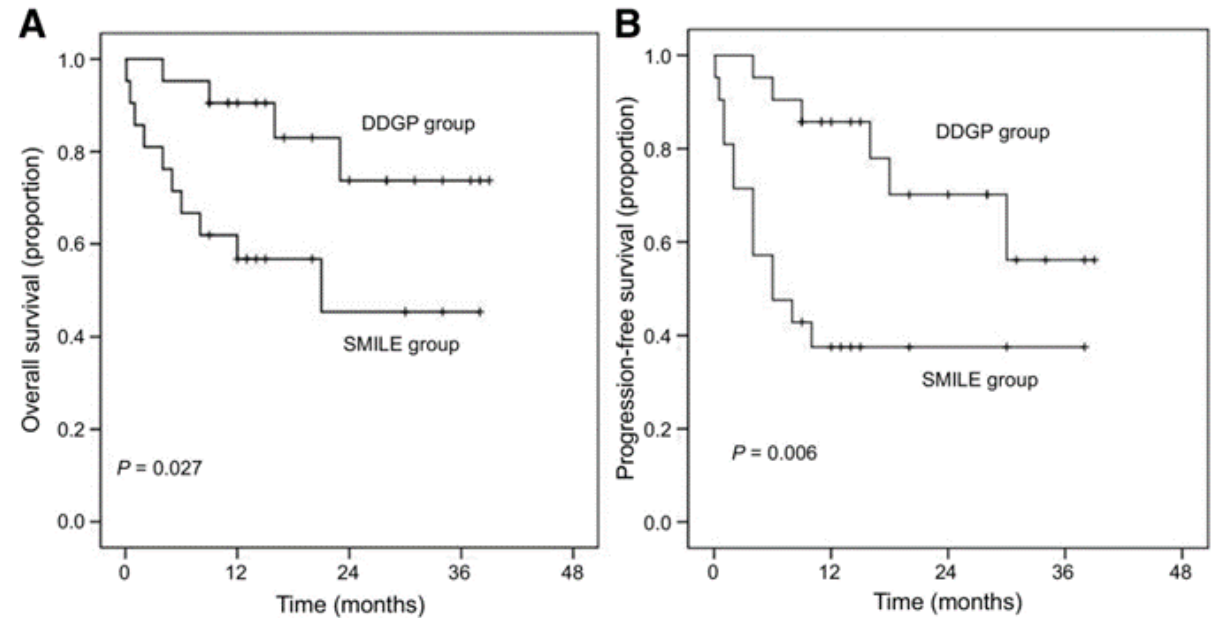 A
Overall survival (proportion)
1.0
0.8
0.6
0.4
0.2
0.0
DDGP group
SMILE group
P = 0.027
0 12 24 36 48
Time (months)
B
Progression-free survival (proportion)
1.0
0.8
0.6
0.4
0.2
0.0
DDGP group
SMILE group
P = 0.006
0 12 24 36 48
Time (months)